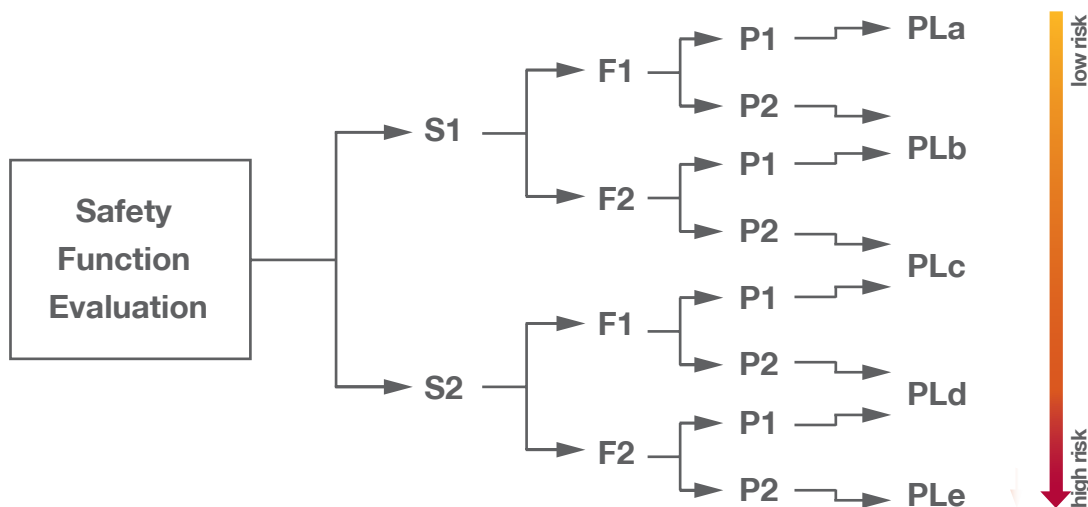 Safety
Function
Evaluation
S1
S2
F1
F2
F1
F2
P1
P2
P1
P2
P1
P2
P1
P2
PLa
PLb
PLc
PLd
PLe
low risk
high risk